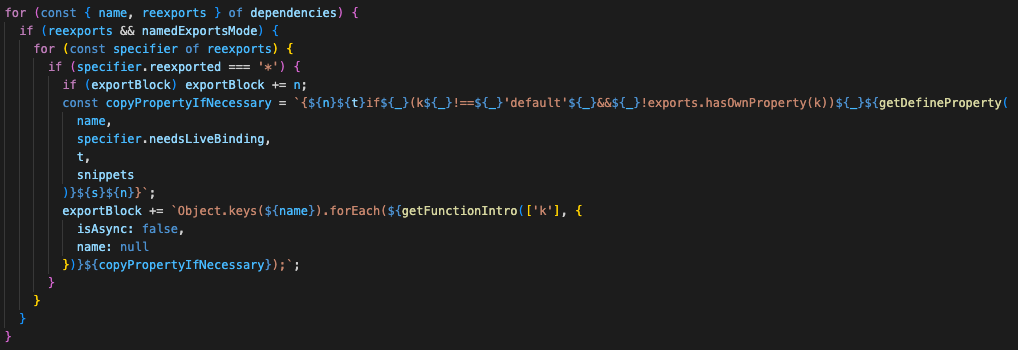 for (const { name, reexports } of dependencies) {
if (reexports && namedExportsMode) {
for (const specifier of reexports) {
if (specifier.reexported === '*') {
if (exportBlock) exportBlock += n;
const copyPropertyIfNecessary = `{${n}${t}if${_}(k${_}!==${_}'default'${_}&&${_}!exports.hasOwnProperty(k))${_}${getDefineProperty(
name,
specifier.needsLiveBinding,
t,
snippets
)}${s}${n}}`;
exportBlock += `Object.keys(${name}).forEach(${getFunctionIntro(['k'], {
isAsync: false,
name: null
})}${copyPropertyIfNecessary});`;
}
}
}
}